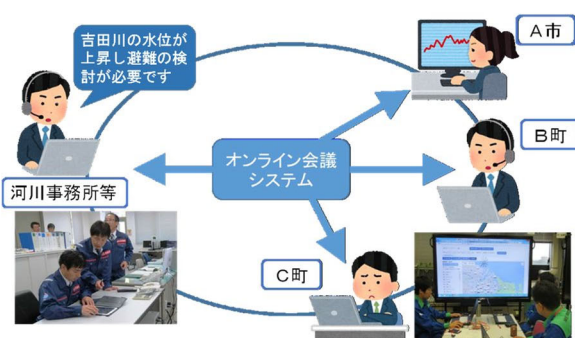 吉田川の水位が
上昇し避難の検
討が必要です
A市
B町
オンライン会議
システム
河川事務所等
C町